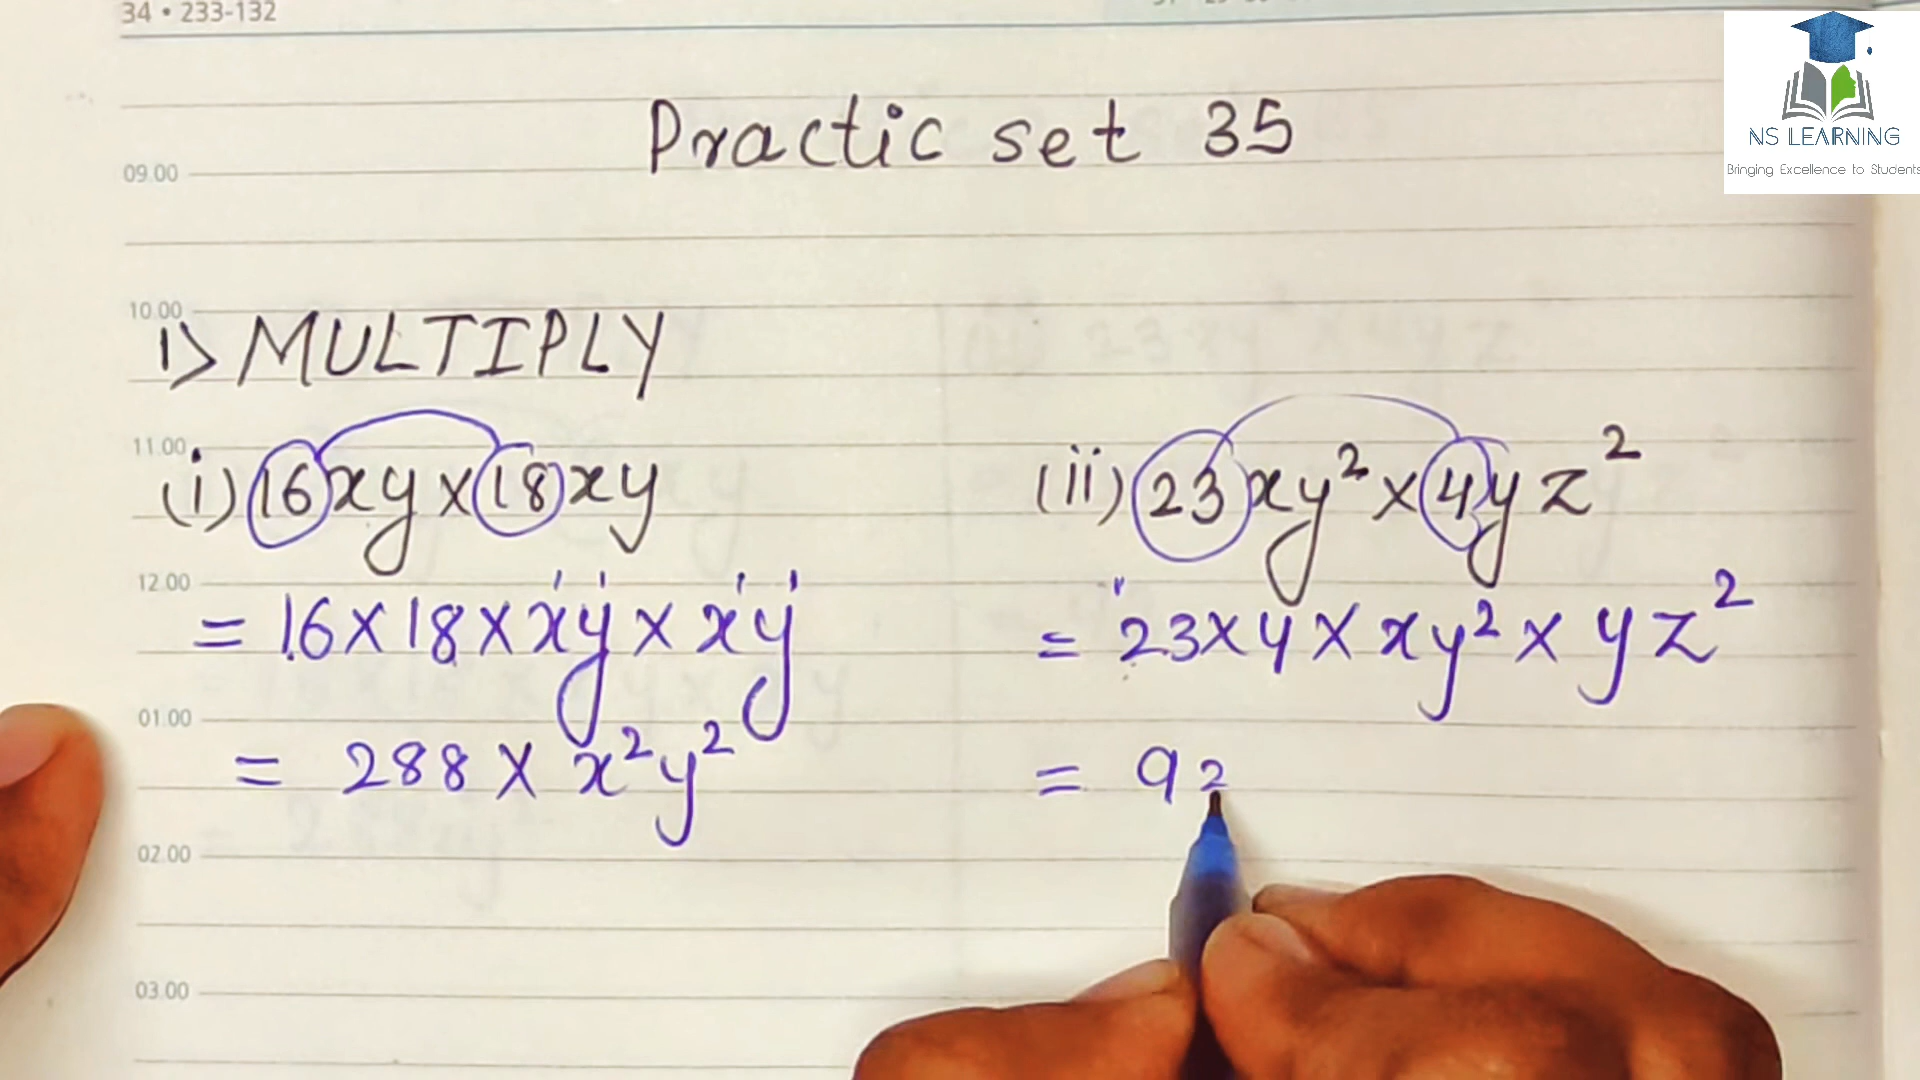 34 • 233-132
NS LEARNING
Bringing Excellence to Students
Practic set 35
09.00
10.00
1> MULTIPLY
11.00
(i) 16xy x 18xy
(ii) 23xy² x 4yz²
12.00
= 16 x 18 x x'y' x x'y'
= 23 x 4 x xy² x yz²
01.00
= 288 x x²y²
= 92
02.00
03.00